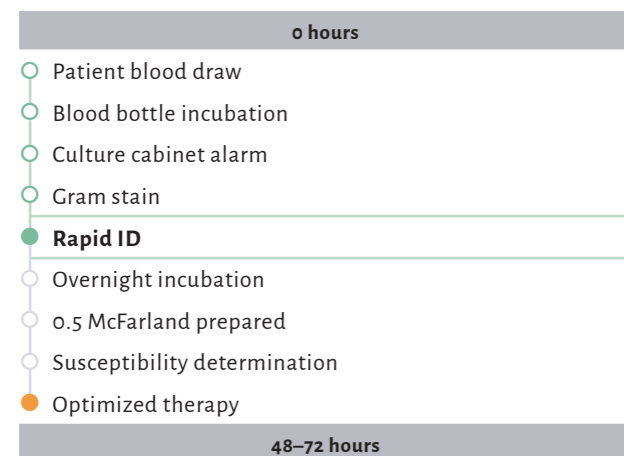 0 hours
Patient blood draw
Blood bottle incubation
Culture cabinet alarm
Gram stain
Rapid ID
Overnight incubation
0.5 McFarland prepared
Susceptibility determination
Optimized therapy
48–72 hours